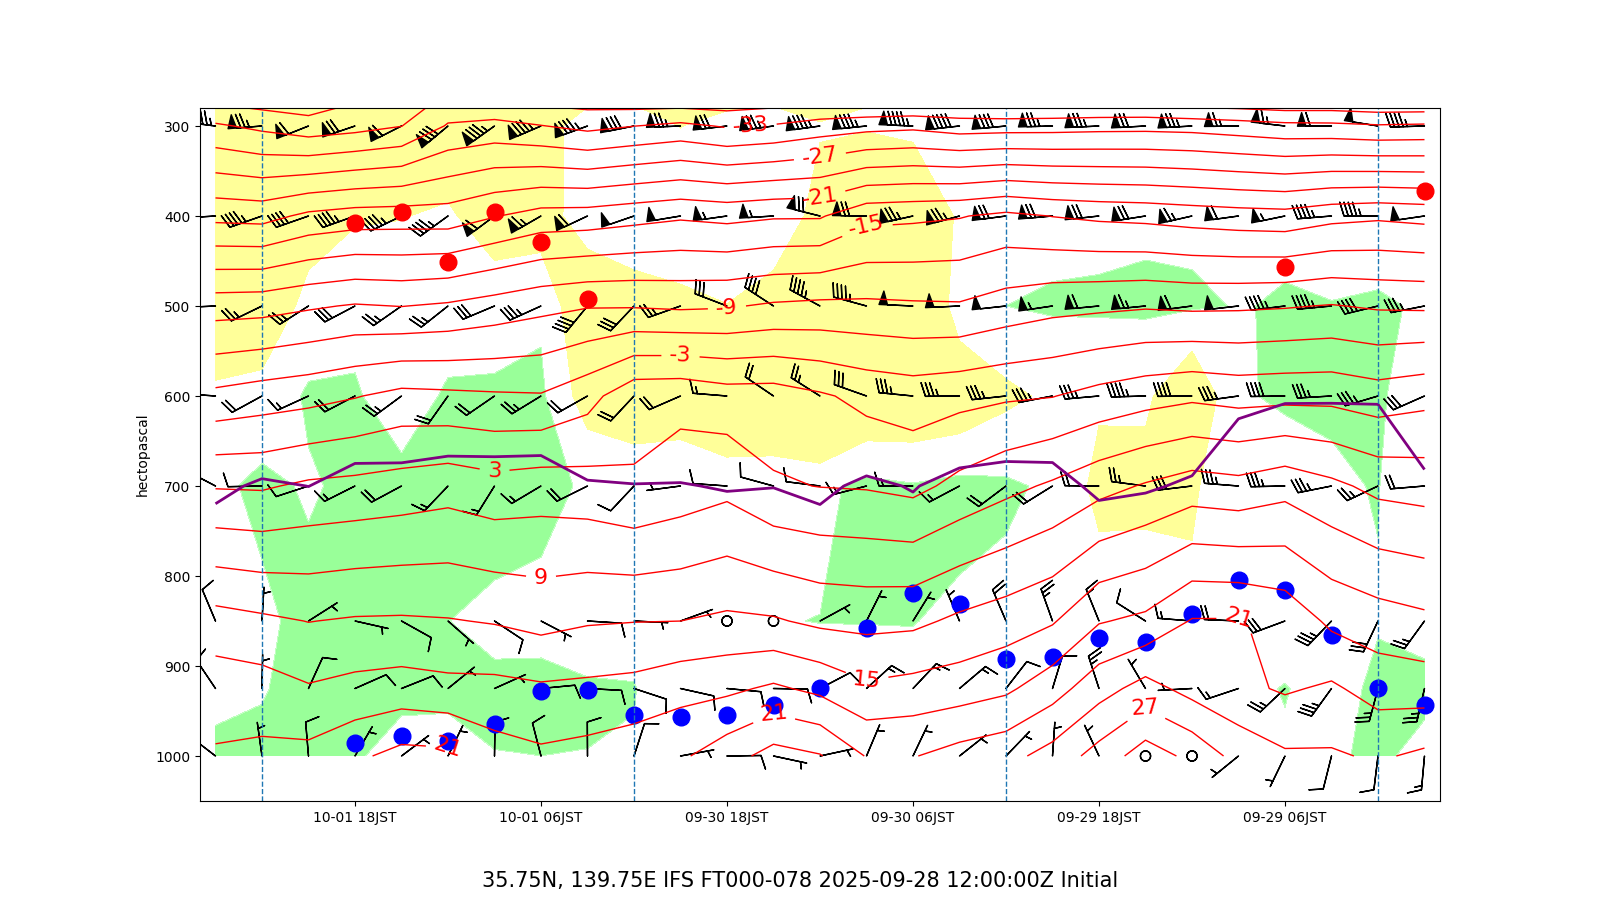 300
400
500
600
700
800
900
1000
hectopascal
-33
-27
-21
-15
-9
-3
3
9
15
21
21
21
27
10-01 18JST
10-01 06JST
09-30 18JST
09-30 06JST
09-29 18JST
09-29 06JST
35.75N, 139.75E IFS FT000-078 2025-09-28 12:00:00Z Initial